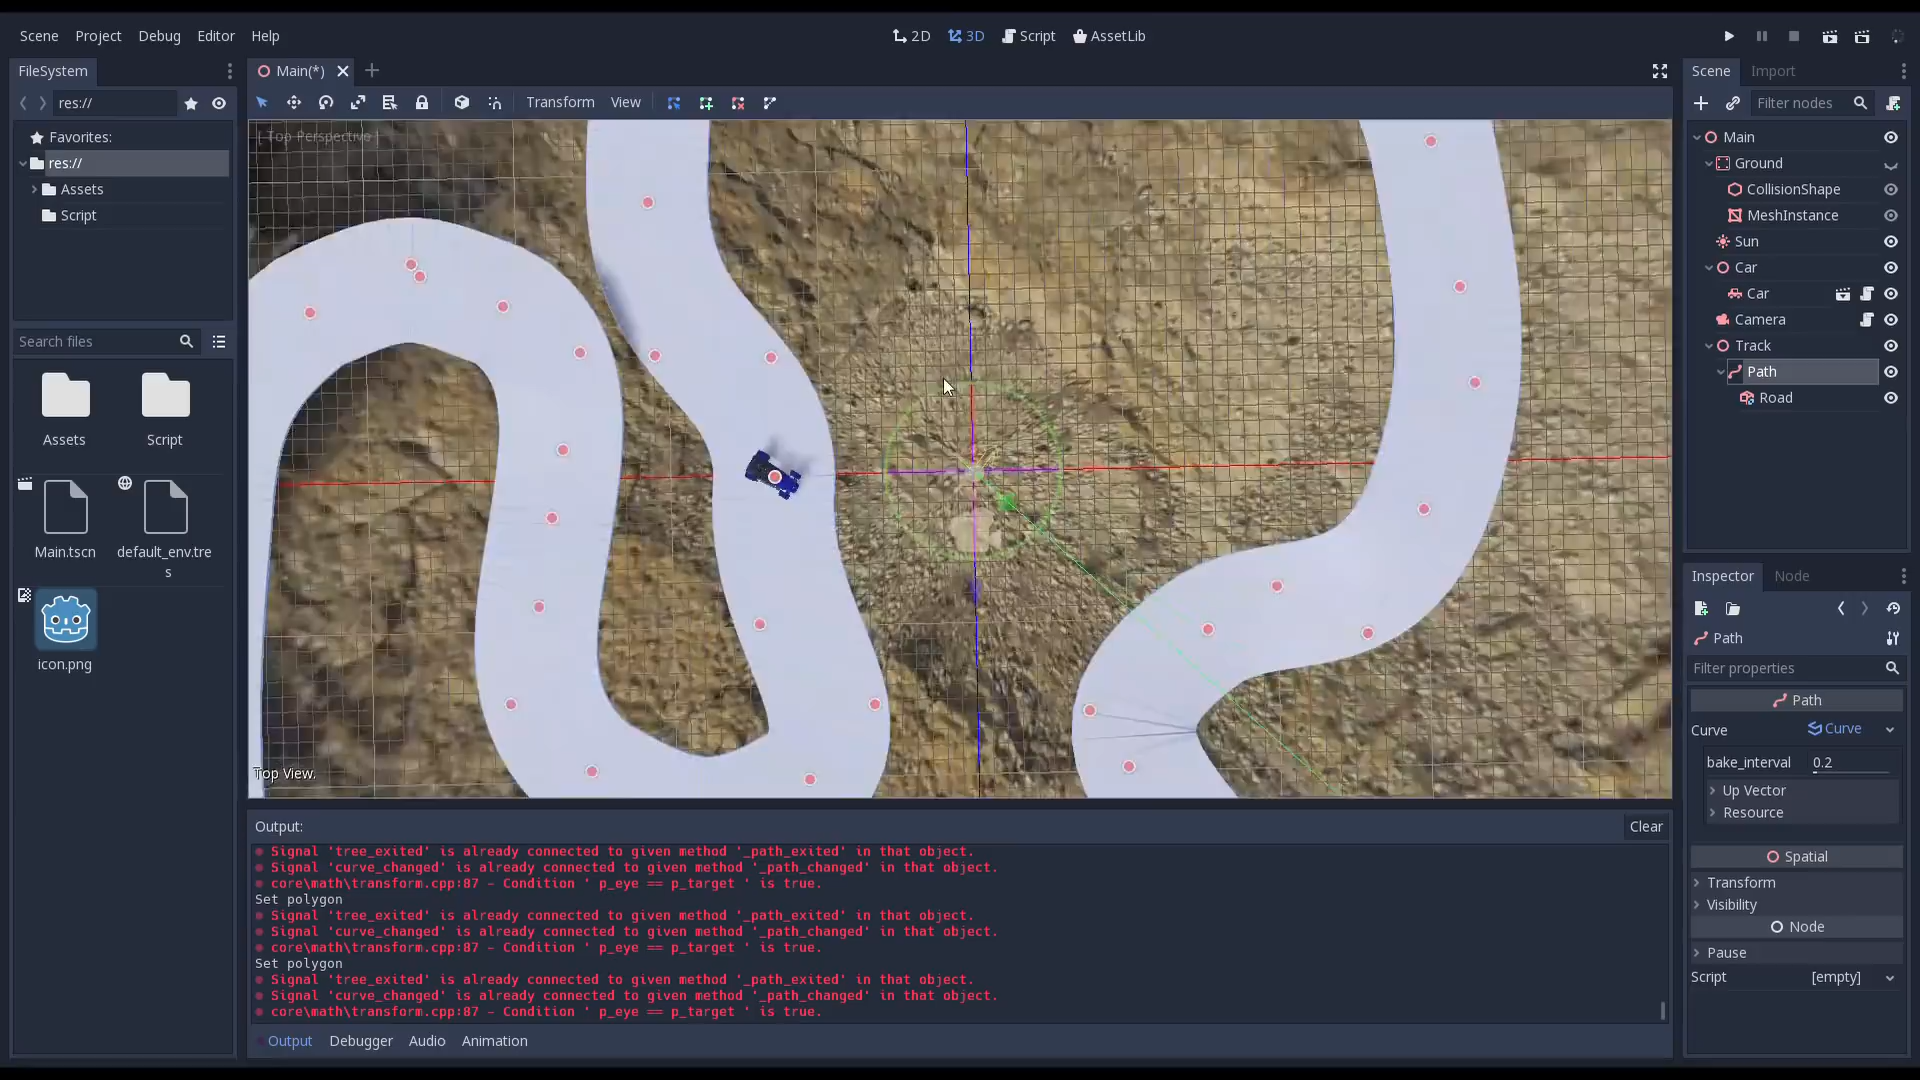 Scene Project Debug Editor Help
2D 3D Script AssetLib
FileSystem
Main(*)
Scene Import
res://
Transform View
Filter nodes
[ Top Perspective ]
Favorites:
res://
Assets
Script
Search files
Assets
Script
Main.tscn
default_env.tre
s
icon.png
Top View.
Main
Ground
CollisionShape
MeshInstance
Sun
Car
Car
Camera
Track
Path
Road
Inspector Node
Path
Filter properties
Path
Curve Curve
bake_interval 0.2
Up Vector
Resource
Spatial
Transform
Visibility
Node
Pause
Script [empty]
Output: Clear
Signal 'tree_exited' is already connected to given method '_path_exited' in that object.
Signal 'curve_changed' is already connected to given method '_path_changed' in that object.
core\math\transform.cpp:87 - Condition ' p_eye == p_target ' is true.
Set polygon
Signal 'tree_exited' is already connected to given method '_path_exited' in that object.
Signal 'curve_changed' is already connected to given method '_path_changed' in that object.
core\math\transform.cpp:87 - Condition ' p_eye == p_target ' is true.
Set polygon
Signal 'tree_exited' is already connected to given method '_path_exited' in that object.
Signal 'curve_changed' is already connected to given method '_path_changed' in that object.
core\math\transform.cpp:87 - Condition ' p_eye == p_target ' is true.
Output Debugger Audio Animation